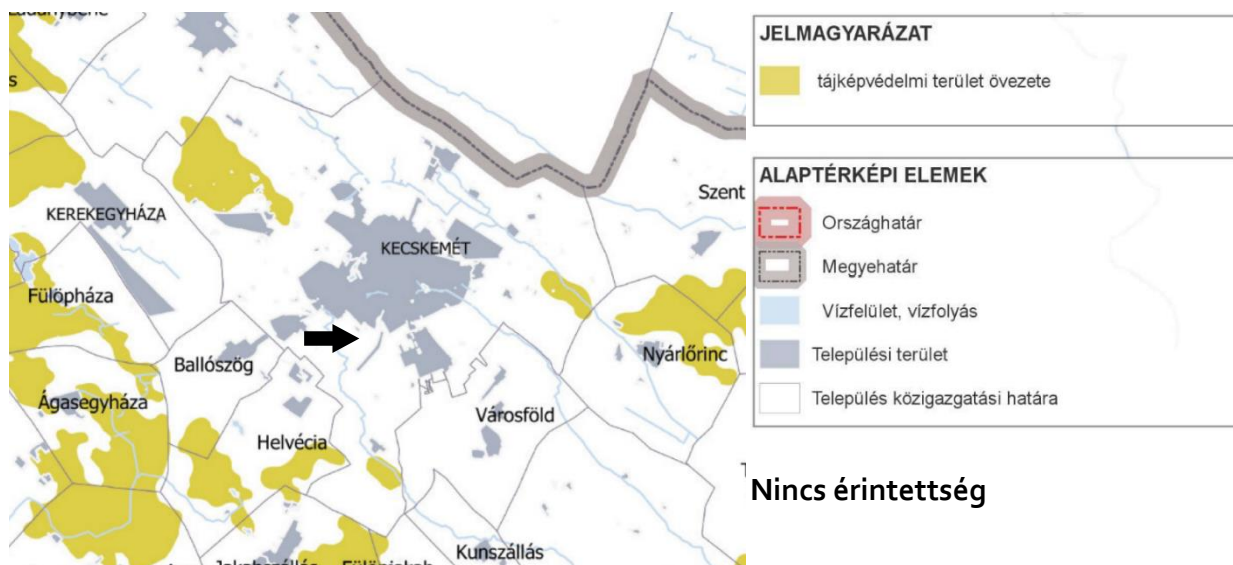 s
KEREKEGYHÁZA
Szent
KECSKEMÉT
Fülöpháza
Ballószög
Nyárlőrinc
Ágasegyháza
Városföld
Helvécia
Kunszállás
JELMAGYARÁZAT
tájképvédelmi terület övezete
ALAPTÉRKÉPI ELEMEK
Országhatár
Megyehatár
Vízfelület, vízfolyás
Települési terület
Település közigazgatási határa
Nincs érintettség